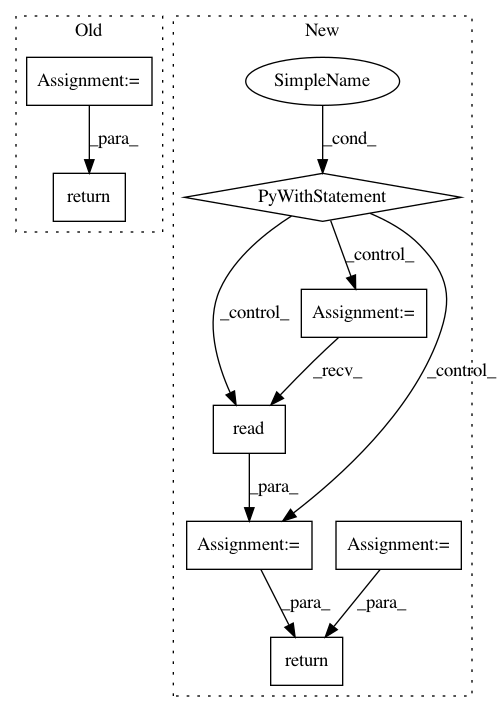 Old
New
Assignment:=
SimpleName
_para_
_cond_
return
PyWithStatement
_control_
_control_
Assignment:=
_control_
_recv_
read
_para_
Assignment:=
Assignment:=
_para_
_para_
return